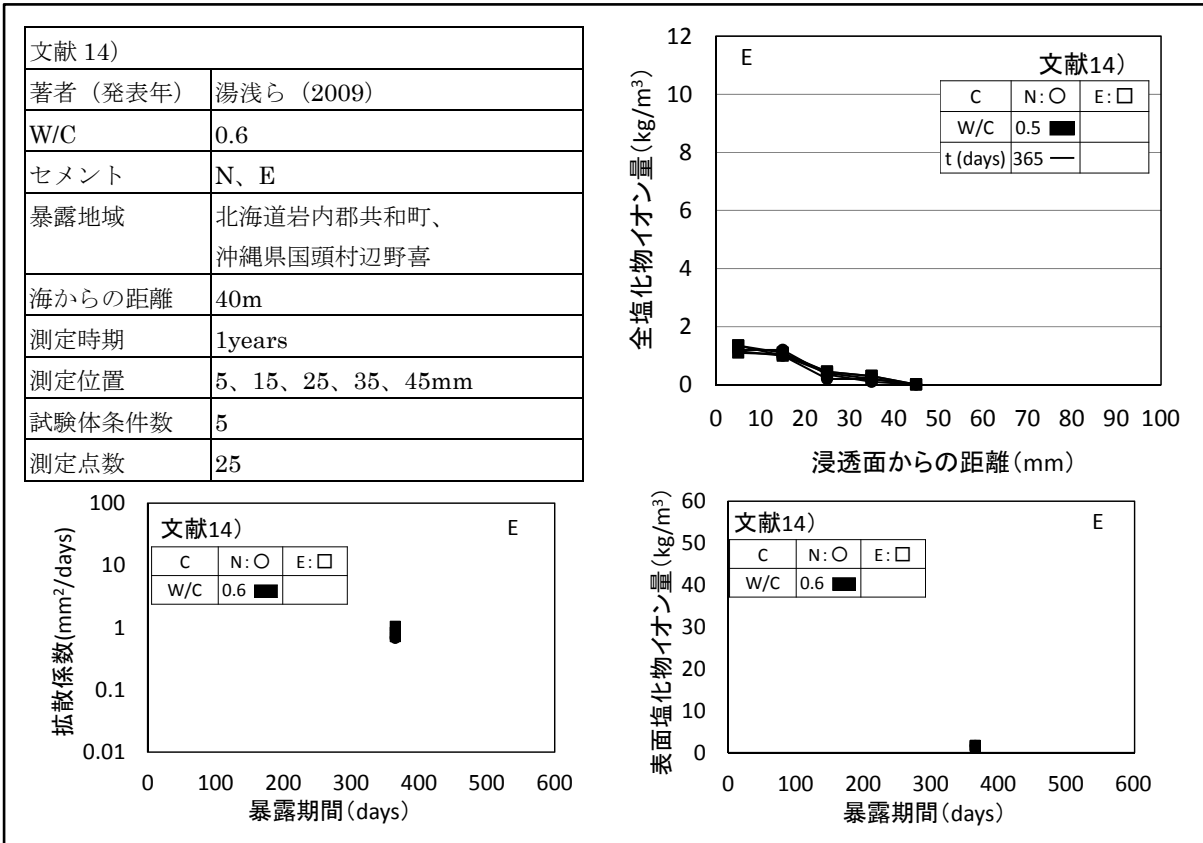 文献 14）
著者（発表年） 湯浅ら（2009）
W/C 0.6
セメント N、E
暴露地域 北海道岩内郡共和町、
沖縄県国頭村辺野喜
海からの距離 40m
測定時期 1years
測定位置 5、15、25、35、45mm
試験体条件数 5
測定点数 25
全塩化物イオン量（kg/m³）
12
10
8
6
4
2
0
E
文献14）
C N：○ E：□
W/C 0.5 ■
t (days) 365 —
0 10 20 30 40 50 60 70 80 90 100
浸透面からの距離（mm）
拡散係数(mm²/days)
100
10
1
0.1
0.01
文献14）
E
C N：○ E：□
W/C 0.6 ■
0 100 200 300 400 500 600
暴露期間（days）
表面塩化物イオン量（kg/m³）
60
50
40
30
20
10
0
文献14）
E
C N：○ E：□
W/C 0.6 ■
0 100 200 300 400 500 600
暴露期間（days）